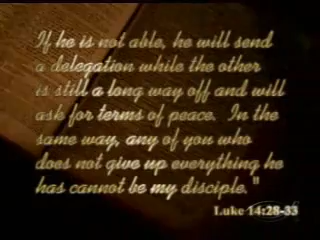 If he is not able, he will send
a delegation while the other
is still a long way off and will
ask for terms of peace. In the
same way, any of you who
does not give up everything he
has cannot be my disciple."
Luke 14:28-33